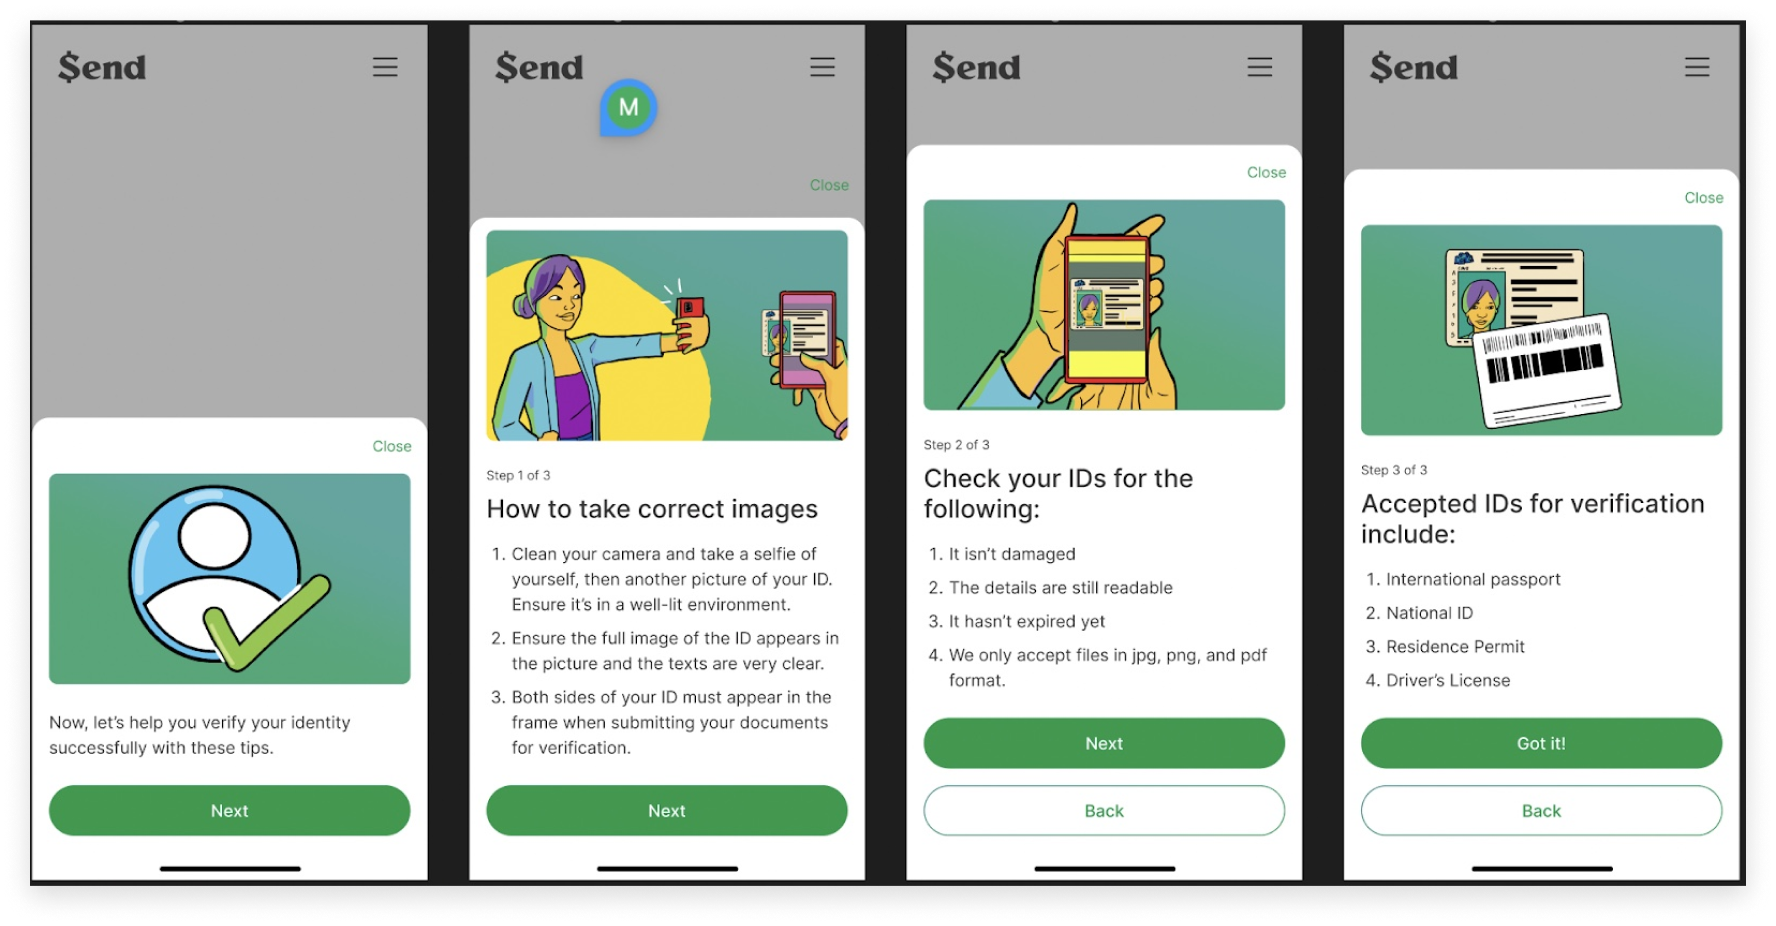 $end
Close
Now, let's help you verify your identity
successfully with these tips.
Next
$end
M
Close
Step 1 of 3
How to take correct images
1. Clean your camera and take a selfie of
yourself, then another picture of your ID.
Ensure it's in a well-lit environment.
2. Ensure the full image of the ID appears in
the picture and the texts are very clear.
3. Both sides of your ID must appear in the
frame when submitting your documents
for verification.
Next
$end
Close
Step 2 of 3
Check your IDs for the
following:
1. It isn't damaged
2. The details are still readable
3. It hasn't expired yet
4. We only accept files in jpg, png, and pdf
format.
Next
Back
$end
Close
Step 3 of 3
Accepted IDs for verification
include:
1. International passport
2. National ID
3. Residence Permit
4. Driver's License
Got it!
Back